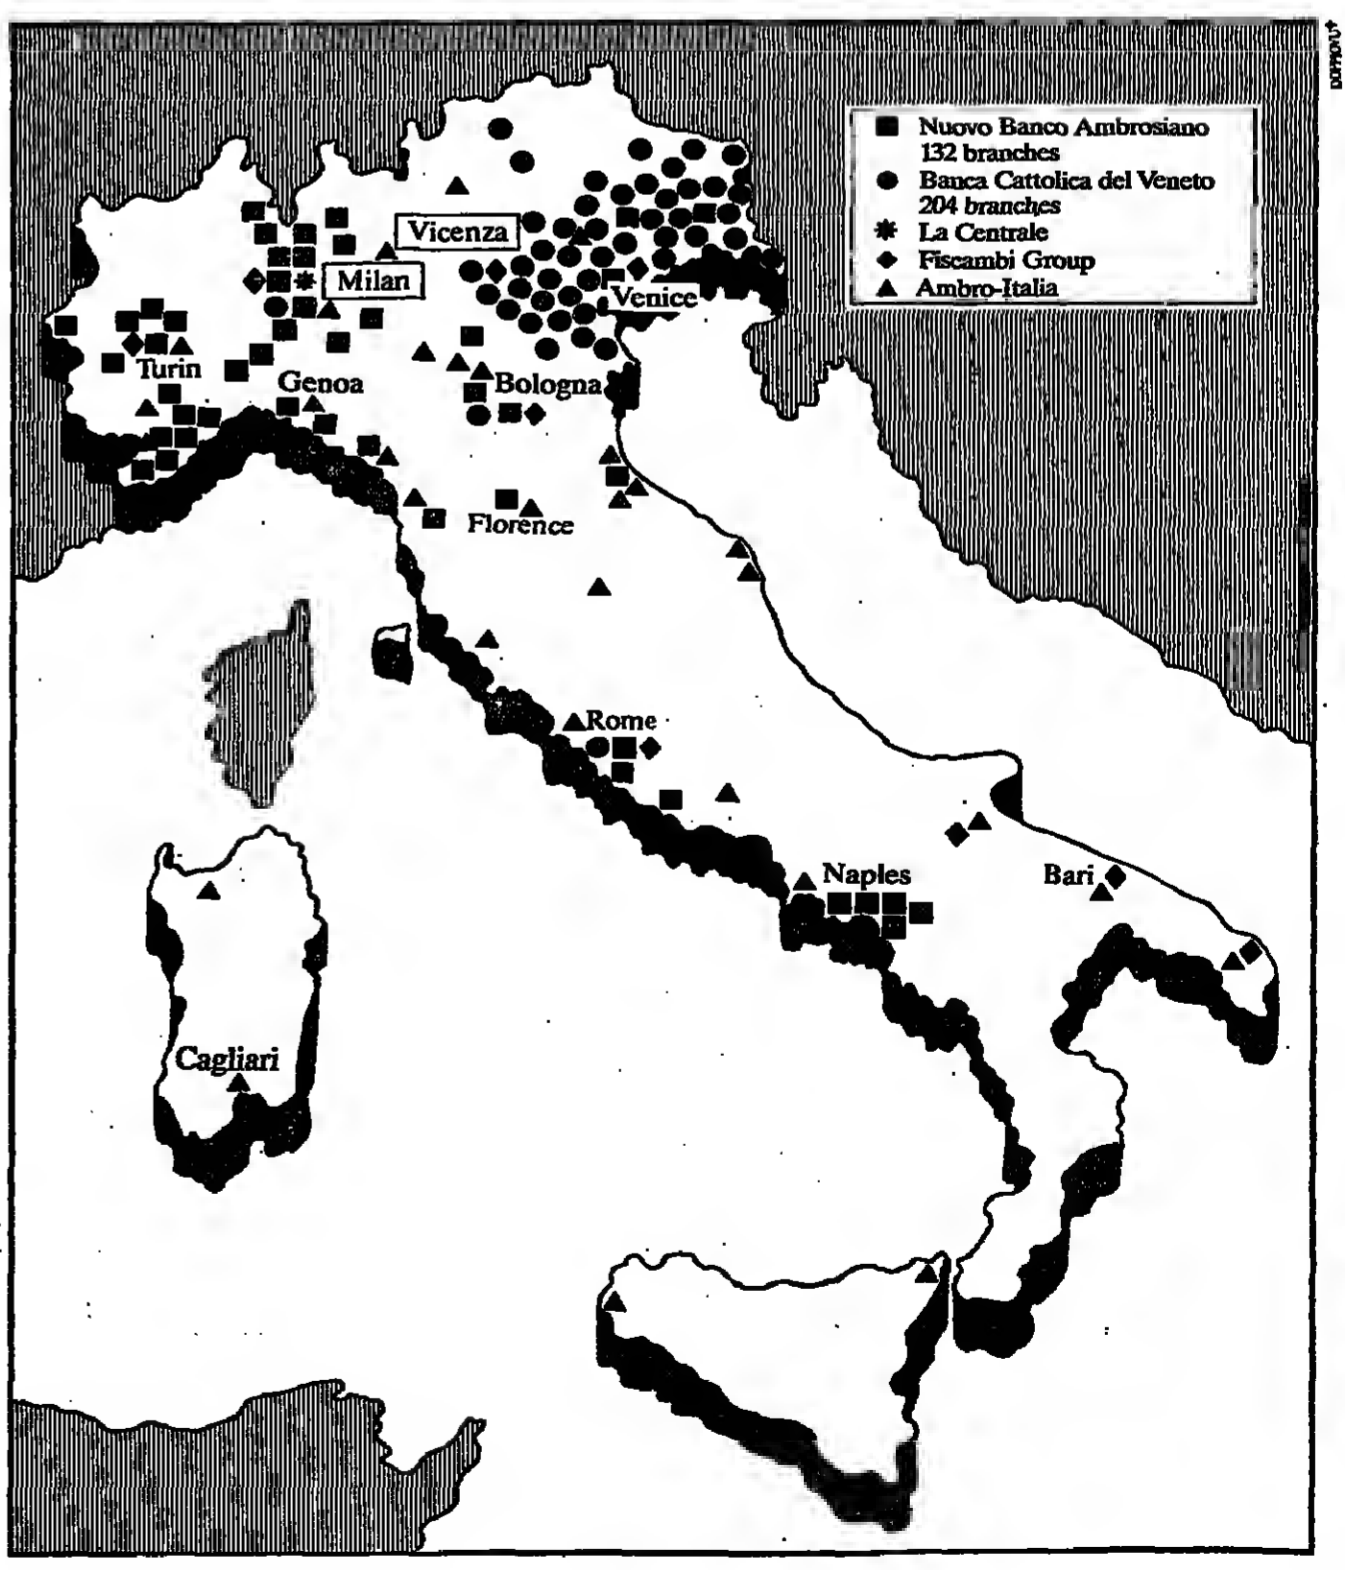 Nuovo Banco Ambrosiano
132 branches
Banca Cattolica del Veneto
204 branches
La Centrale
Fiscambi Group
Ambro-Italia
Vicenza
Milan
Venice
Turin
Genoa
Bologna
Florence
Rome
Naples
Bari
Cagliari